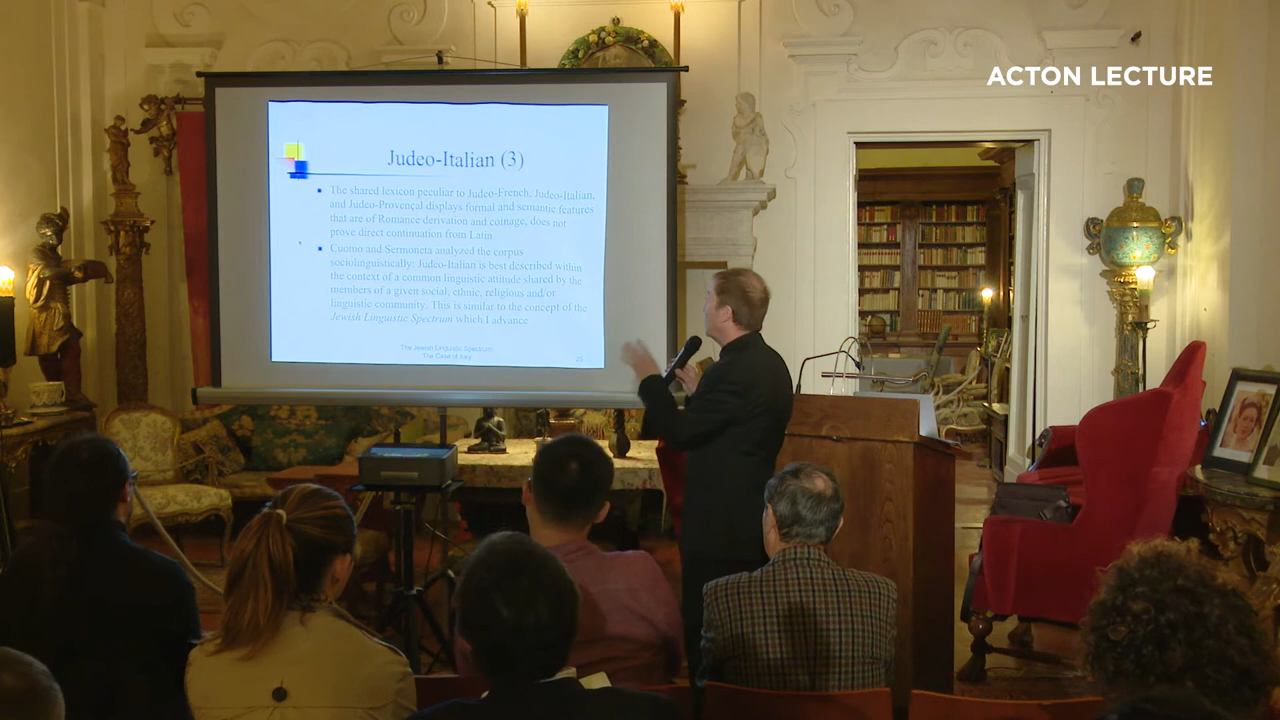 ACTON LECTURE
Judeo-Italian (3)
The shared lexicon peculiar to Judeo-French, Judeo-Italian,
and Judeo-Provençal displays formal and semantic features
that are of Romance derivation and coinage, does not
prove direct continuation from Latin
Cuomo and Sermoneta analyzed the corpus
sociolinguistically: Judeo-Italian is best described within
the context of a common linguistic attitude shared by the
members of a given social, ethnic, religious and/or
linguistic community. This is similar to the concept of the
Jewish Linguistic Spectrum which I advance
The Jewish Linguistic Spectrum:
The Case of Italy
25